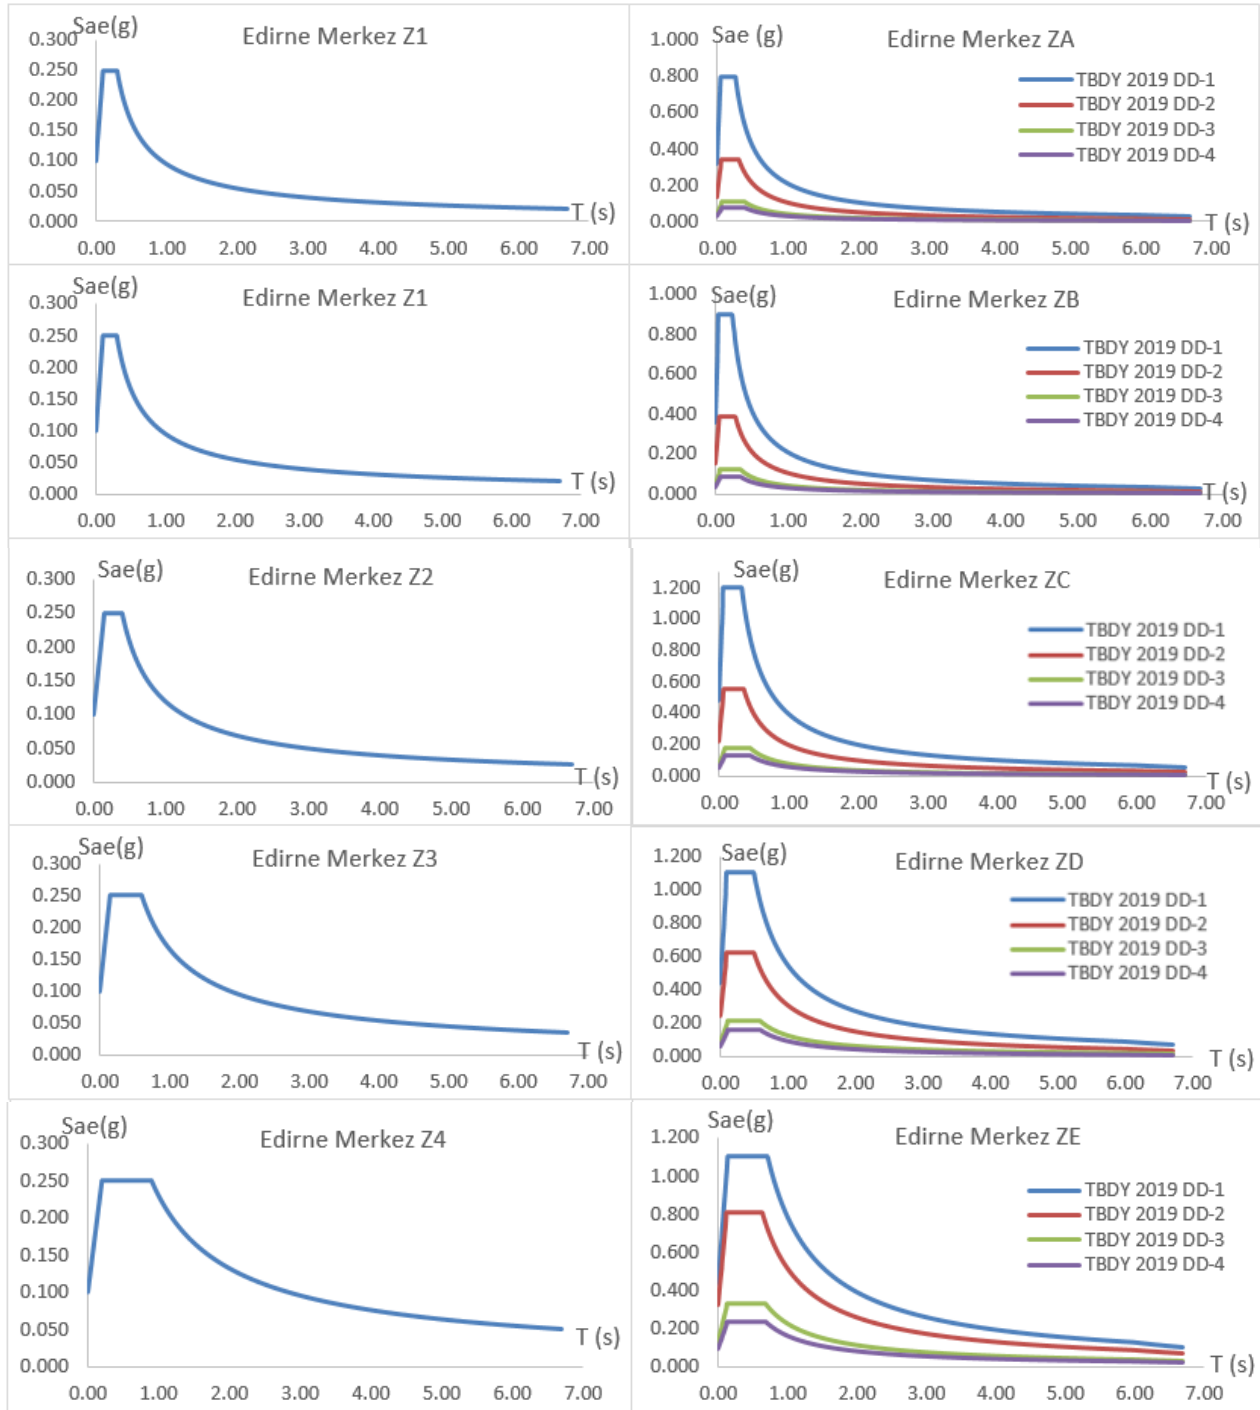 Sae(g)
Edirne Merkez Z1
0.300
0.250
0.200
0.150
0.100
0.050
0.000
T (s)
0.00 1.00 2.00 3.00 4.00 5.00 6.00 7.00
Sae (g)
Edirne Merkez ZA
1.000
0.800
0.600
0.400
0.200
0.000
TBDY 2019 DD-1
TBDY 2019 DD-2
TBDY 2019 DD-3
TBDY 2019 DD-4
T (s)
0.00 1.00 2.00 3.00 4.00 5.00 6.00 7.00
Sae(g)
Edirne Merkez Z1
0.300
0.250
0.200
0.150
0.100
0.050
0.000
T (s)
0.00 1.00 2.00 3.00 4.00 5.00 6.00 7.00
Sae(g)
Edirne Merkez ZB
1.000
0.800
0.600
0.400
0.200
0.000
TBDY 2019 DD-1
TBDY 2019 DD-2
TBDY 2019 DD-3
TBDY 2019 DD-4
T (s)
0.00 1.00 2.00 3.00 4.00 5.00 6.00 7.00
Sae(g)
Edirne Merkez Z2
0.300
0.250
0.200
0.150
0.100
0.050
0.000
T (s)
0.00 1.00 2.00 3.00 4.00 5.00 6.00 7.00
Sae(g)
Edirne Merkez ZC
1.200
1.000
0.800
0.600
0.400
0.200
0.000
TBDY 2019 DD-1
TBDY 2019 DD-2
TBDY 2019 DD-3
TBDY 2019 DD-4
T (s)
0.00 1.00 2.00 3.00 4.00 5.00 6.00 7.00
Sae(g)
Edirne Merkez Z3
0.300
0.250
0.200
0.150
0.100
0.050
0.000
T (s)
0.00 1.00 2.00 3.00 4.00 5.00 6.00 7.00
Sae(g)
Edirne Merkez ZD
1.200
1.000
0.800
0.600
0.400
0.200
0.000
TBDY 2019 DD-1
TBDY 2019 DD-2
TBDY 2019 DD-3
TBDY 2019 DD-4
T (s)
0.00 1.00 2.00 3.00 4.00 5.00 6.00 7.00
Sae(g)
Edirne Merkez Z4
0.300
0.250
0.200
0.150
0.100
0.050
0.000
T (s)
0.00 1.00 2.00 3.00 4.00 5.00 6.00 7.00
Sae(g)
Edirne Merkez ZE
1.200
1.000
0.800
0.600
0.400
0.200
0.000
TBDY 2019 DD-1
TBDY 2019 DD-2
TBDY 2019 DD-3
TBDY 2019 DD-4
T (s)
0.00 1.00 2.00 3.00 4.00 5.00 6.00 7.00